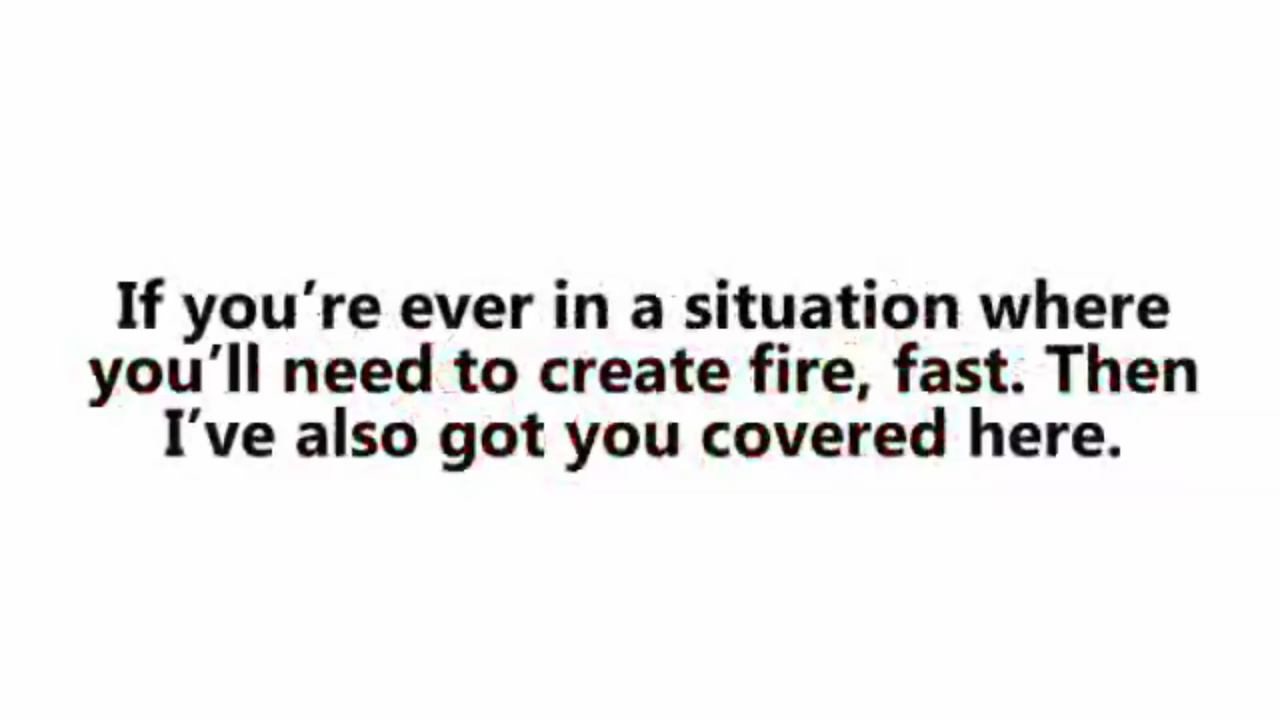 If you’re ever in a situation where
you’ll need to create fire, fast. Then
I’ve also got you covered here.